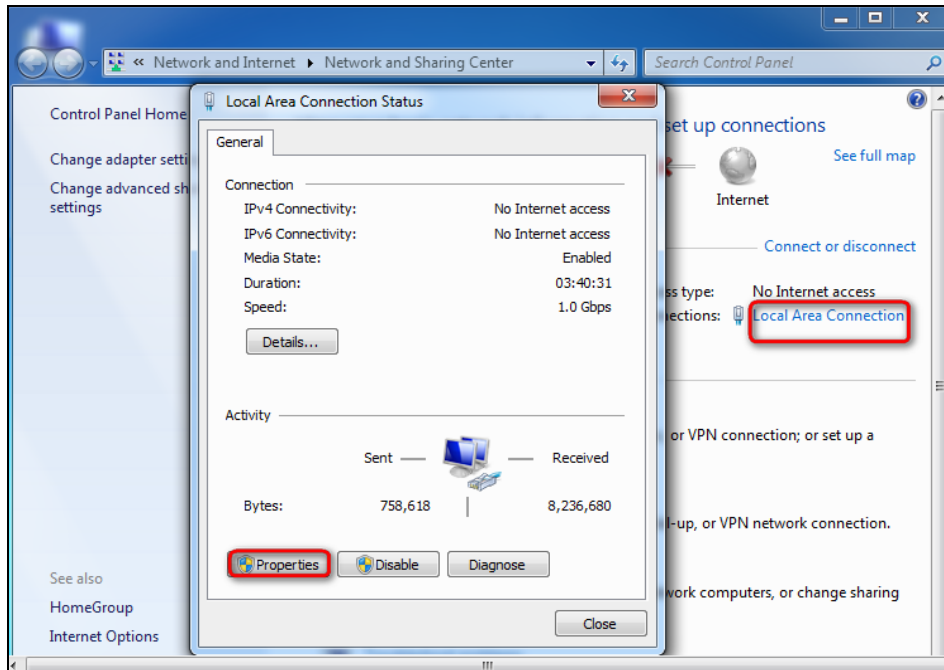 « Network and Internet Network and Sharing Center
Search Control Panel
Control Panel Home
Change adapter setti
Change advanced sh
settings
Local Area Connection Status
General
Connection
IPv4 Connectivity: No Internet access
IPv6 Connectivity: No Internet access
Media State: Enabled
Duration: 03:40:31
Speed: 1.0 Gbps
Details...
Activity
Sent Received
Bytes: 758,618 8,236,680
Properties Disable Diagnose
Close
set up connections
See full map
Internet
Connect or disconnect
ss type: No Internet access
nections: Local Area Connection
or VPN connection; or set up a
l-up, or VPN network connection.
work computers, or change sharing
See also
HomeGroup
Internet Options